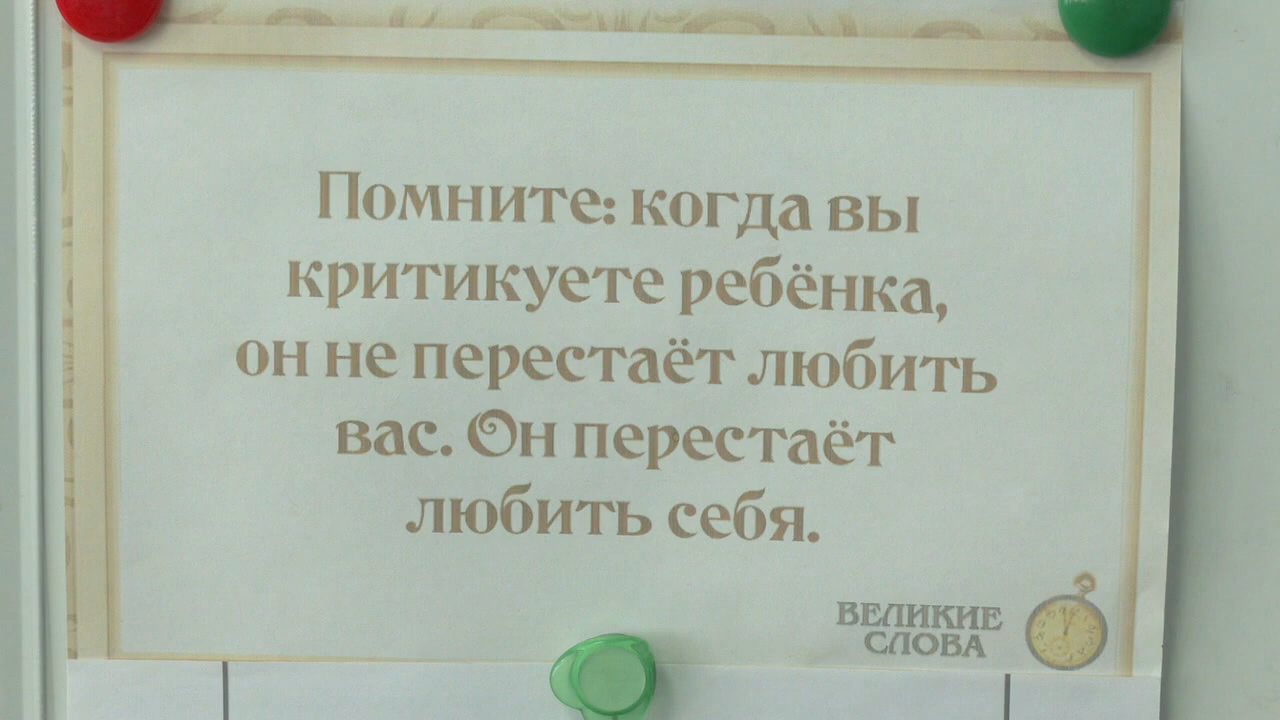 Помните: когда вы
критикуете ребёнка,
он не перестаёт любить
вас. Он перестаёт
любить себя.
ВЕЛИКИЕ
СЛОВА